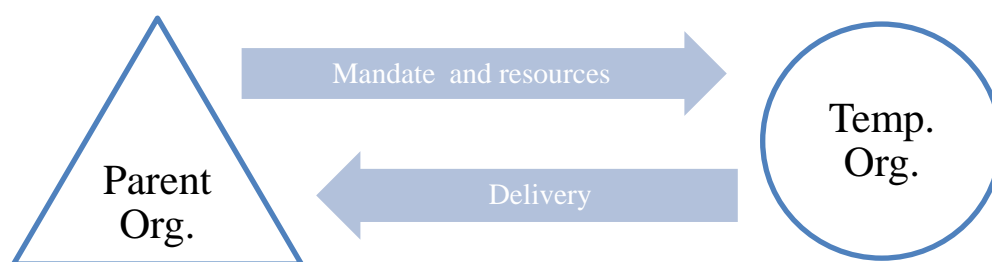 Mandate and resources
Temp.
Org.
Parent
Org.
Delivery